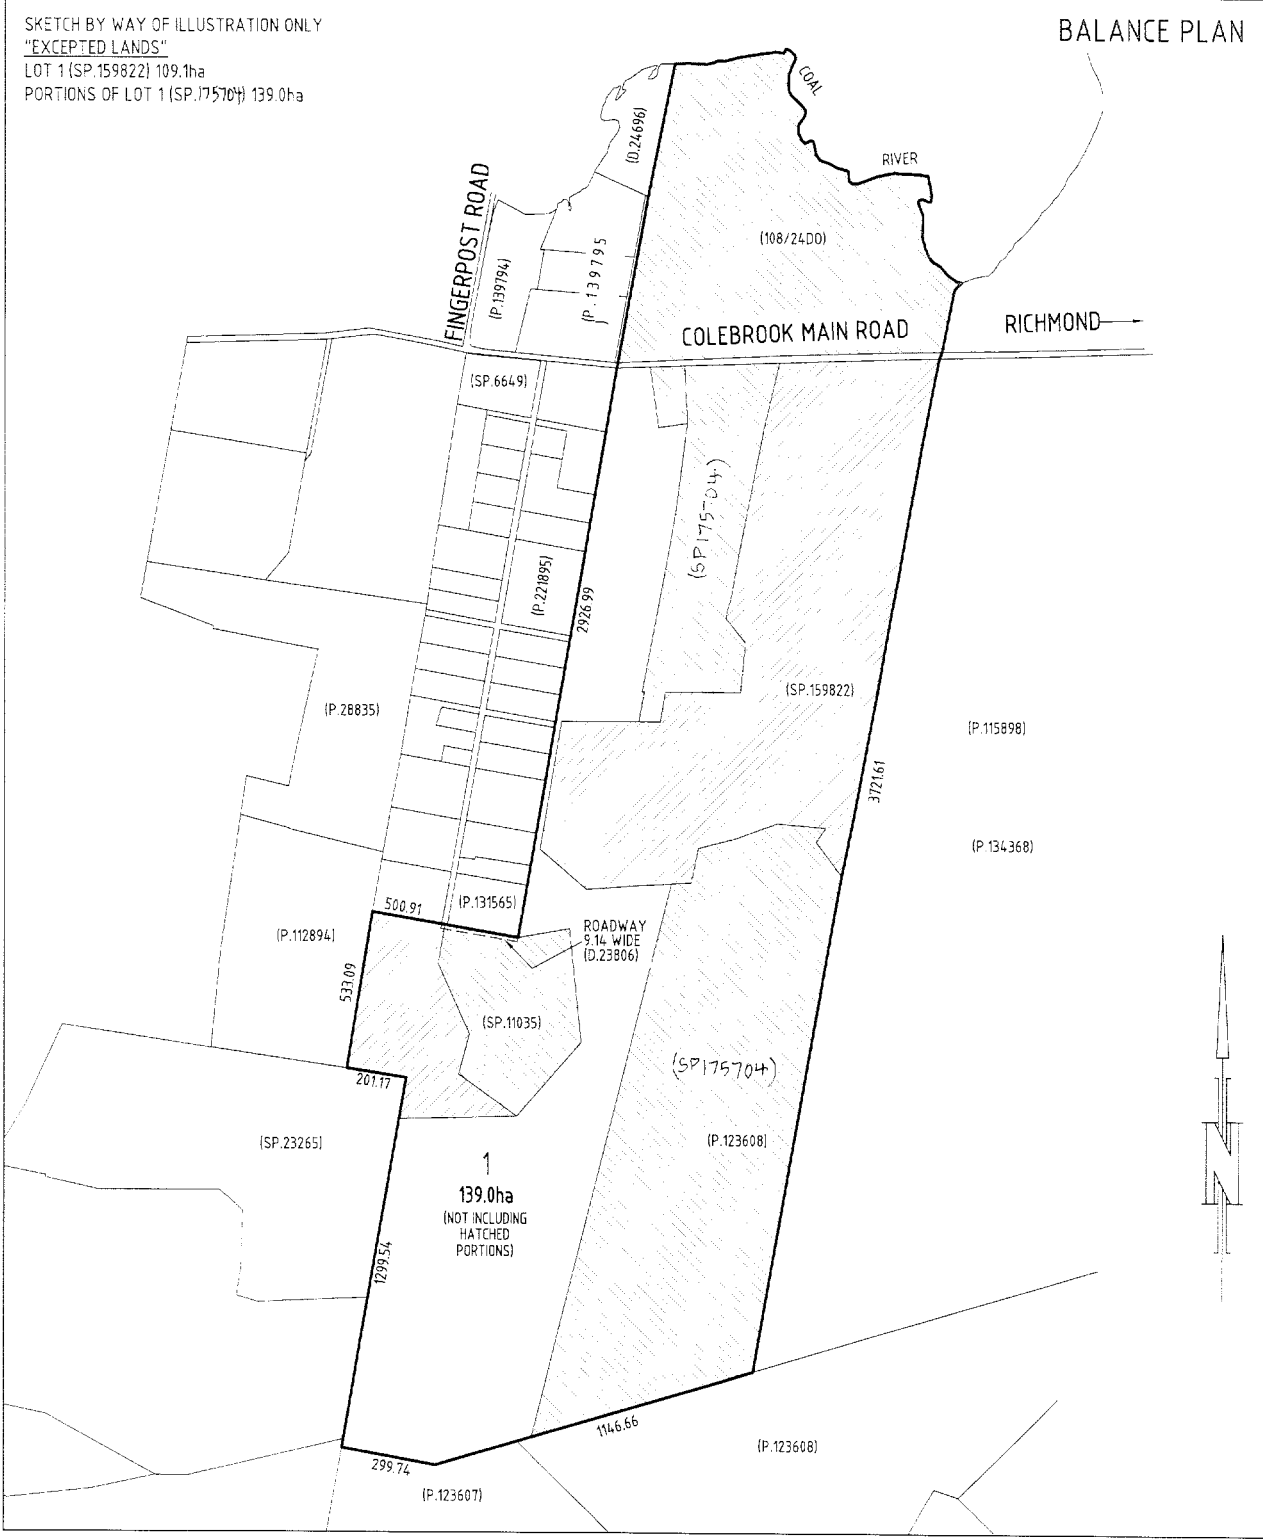 SKETCH BY WAY OF ILLUSTRATION ONLY
"EXCEPTED LANDS"
LOT 1 (SP.159822) 109.1ha
PORTIONS OF LOT 1 (SP.175704) 139.0ha
BALANCE PLAN
COAL
RIVER
(D.24696)
(108/24DO)
FINGERPOST ROAD
(P.139794)
(P.139795)
COLEBROOK MAIN ROAD
RICHMOND
(SP.6649)
(SP175704)
(P.221895)
2926.99
(SP.159822)
(P.28835)
(P.115898)
3721.61
(P.134368)
500.91
(P.131565)
ROADWAY
9.14 WIDE
(D.23806)
(P.112894)
533.09
(SP.11035)
201.17
(SP175704)
(SP.23265)
(P.123608)
1
139.0ha
(NOT INCLUDING
HATCHED
PORTIONS)
1299.54
N
1146.66
299.74
(P.123608)
(P.123607)